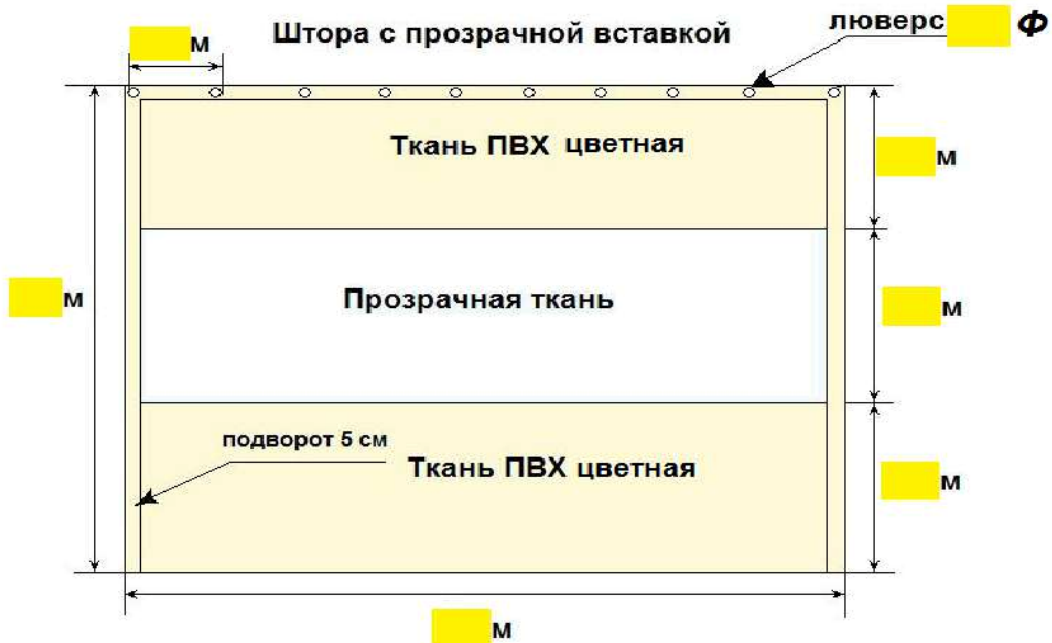 люверс Ф
м Штора с прозрачной вставкой
Ткань ПВХ цветная
м
м
Прозрачная ткань
м
подворот 5 см
Ткань ПВХ цветная
м
м